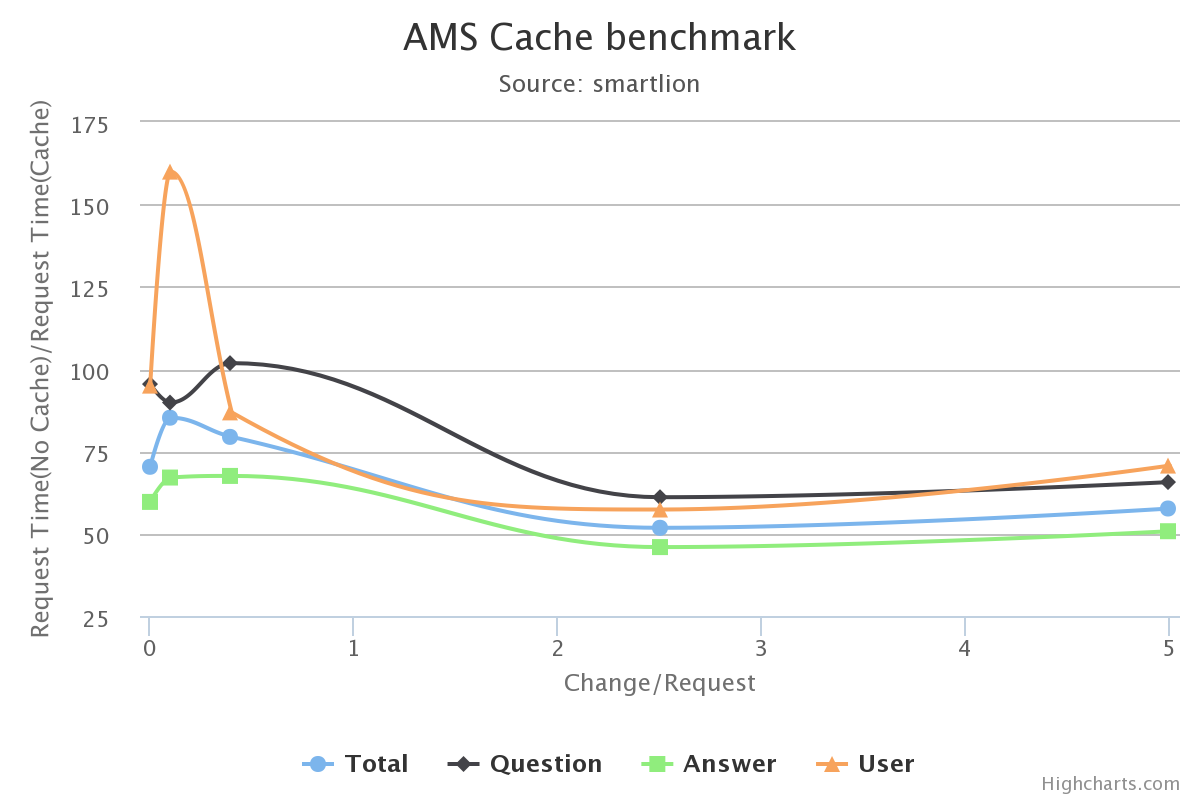 AMS Cache benchmark
Source: smartlion
Request Time(No Cache)/Request Time(Cache)
175
150
125
100
75
50
25
0 1 2 3 4 5
Change/Request
Total Question Answer User
Highcharts.com